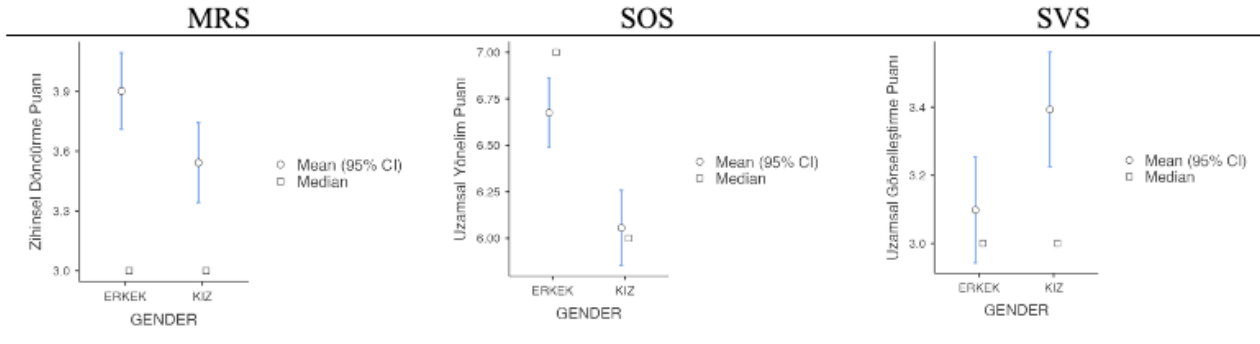 MRS
SOS
SVS
Zihinsel Döndürme Puanı
3.9
3.6
3.3
3.0
ERKEK KIZ
GENDER
Mean (95% CI)
Median
Uzamsal Yönelim Puanı
7.00
6.75
6.50
6.25
6.00
ERKEK KIZ
GENDER
Mean (95% CI)
Median
Uzamsal Görselleştirme Puanı
3.4
3.2
3.0
ERKEK KIZ
GENDER
Mean (95% CI)
Median